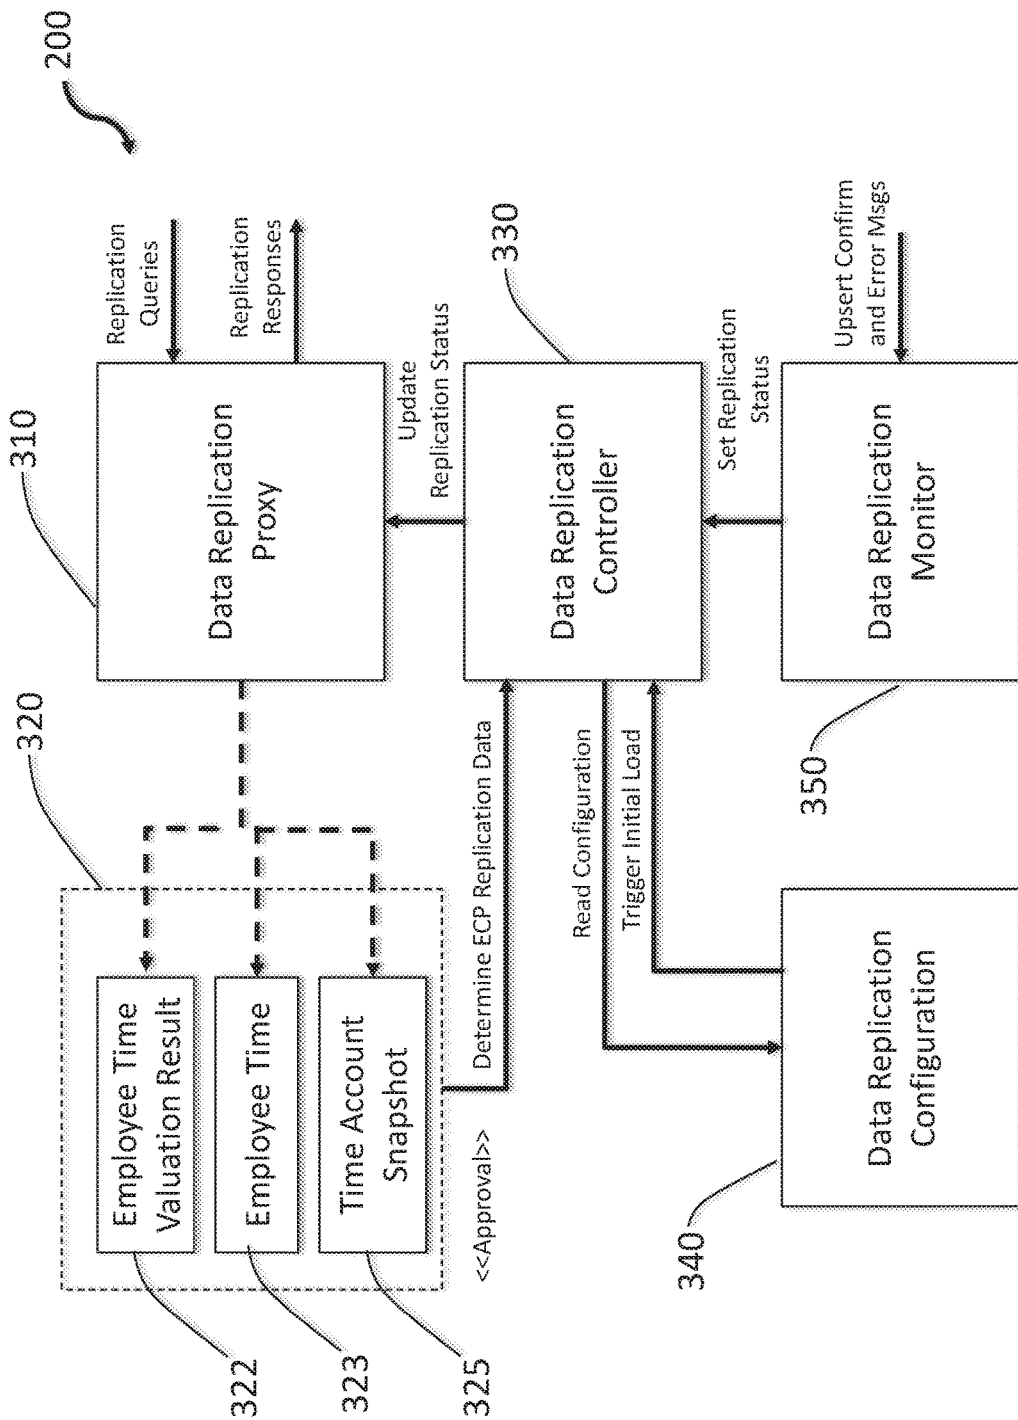 200
Replication
Queries
Replication
Responses
310
Data Replication
Proxy
320
322
Employee Time
Valuation Result
323
Employee Time
325
Time Account
Snapshot
<<Approval>>
Determine ECP Replication Data
Update
Replication Status
330
Data Replication
Controller
Read Configuration
Trigger Initial Load
Set Replication
Status
340
Data Replication
Configuration
350
Data Replication
Monitor
Upsert Confirm
and Error Msgs